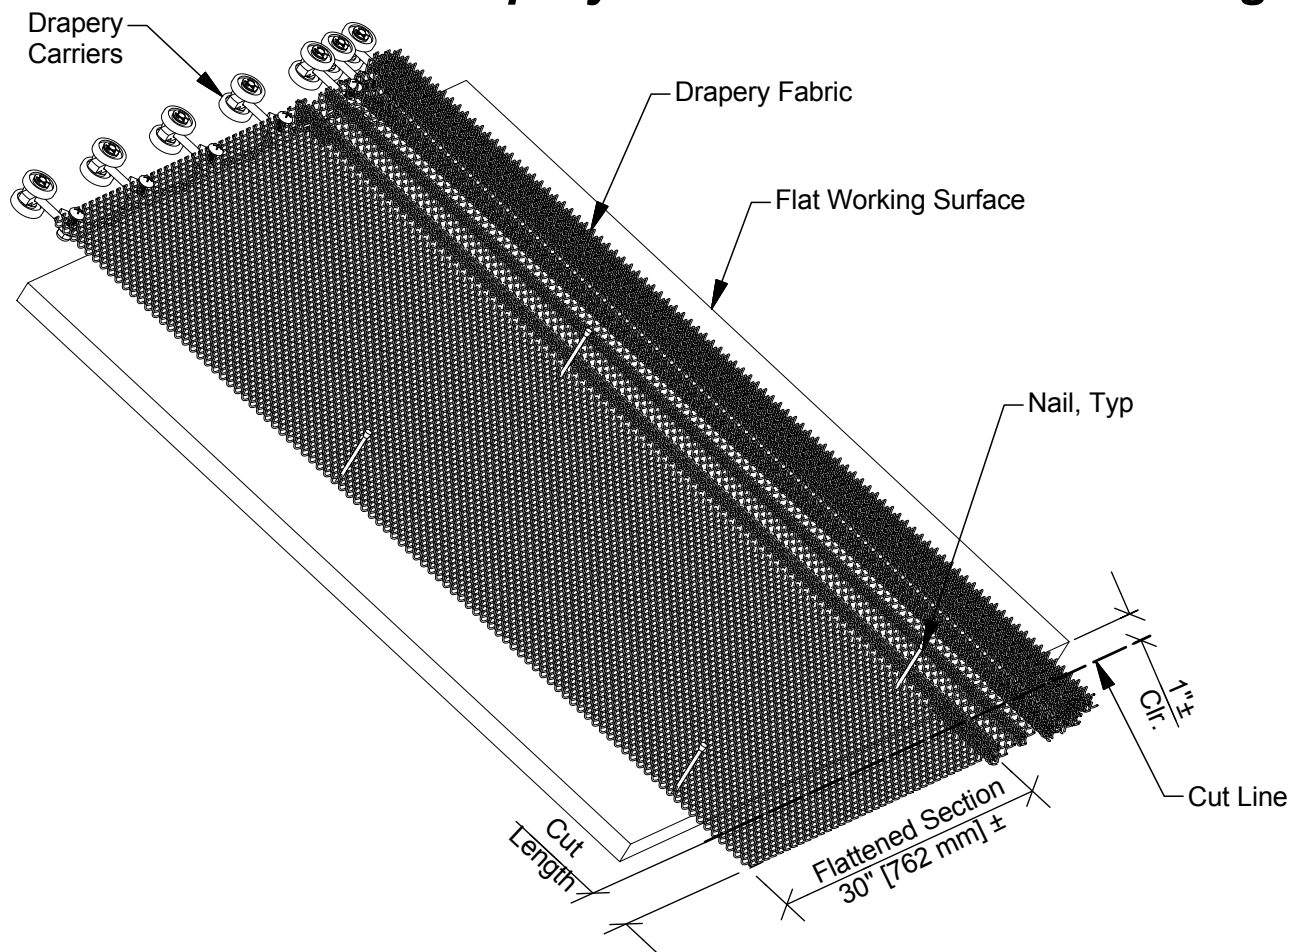 Drapery
Carriers
Drapery Fabric
Flat Working Surface
Nail, Typ
1"±
Clr.
Cut Line
Cut
Length
Flattened Section
30" [762 mm] ±